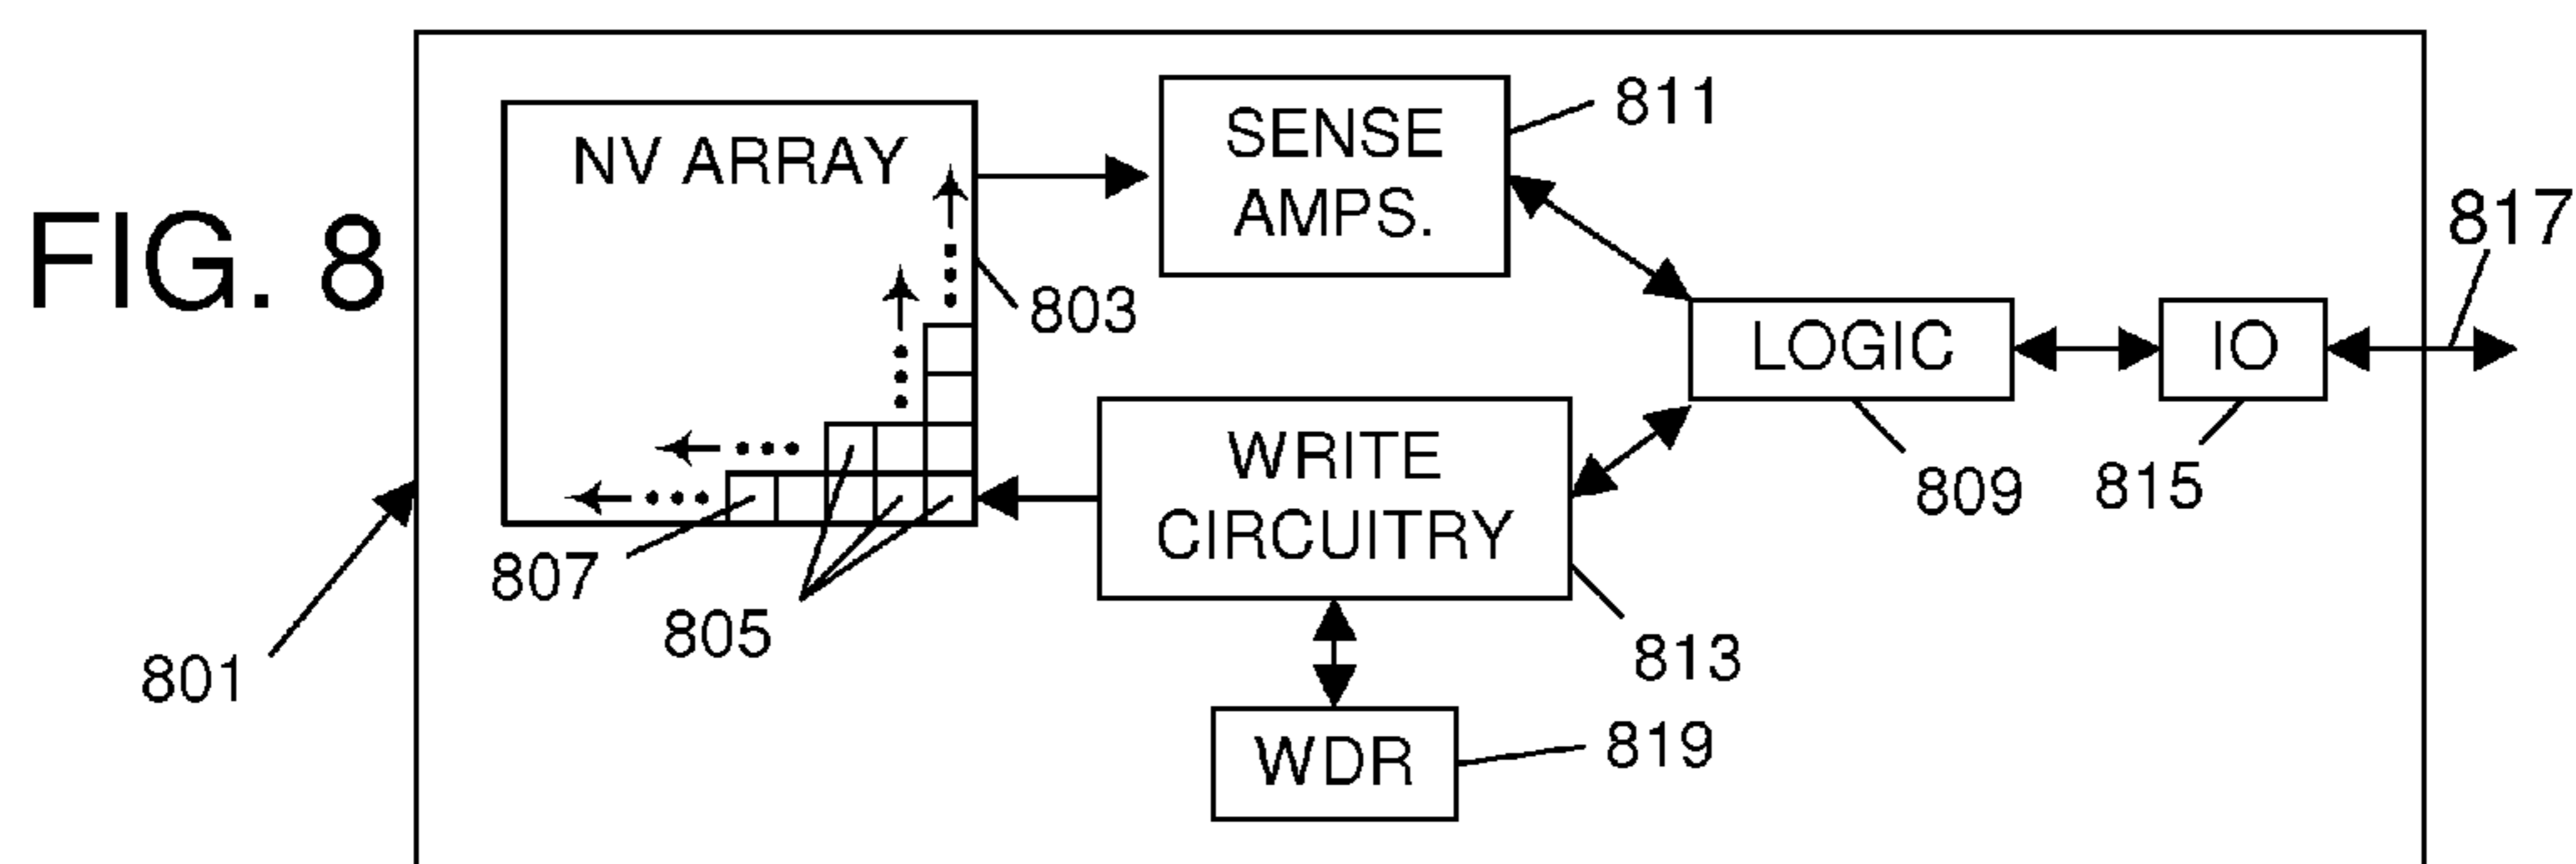 FIG. 8
NV ARRAY
SENSE
AMPS.
811
817
803
LOGIC
IO
WRITE
CIRCUITRY
809
815
807
805
813
801
WDR
819